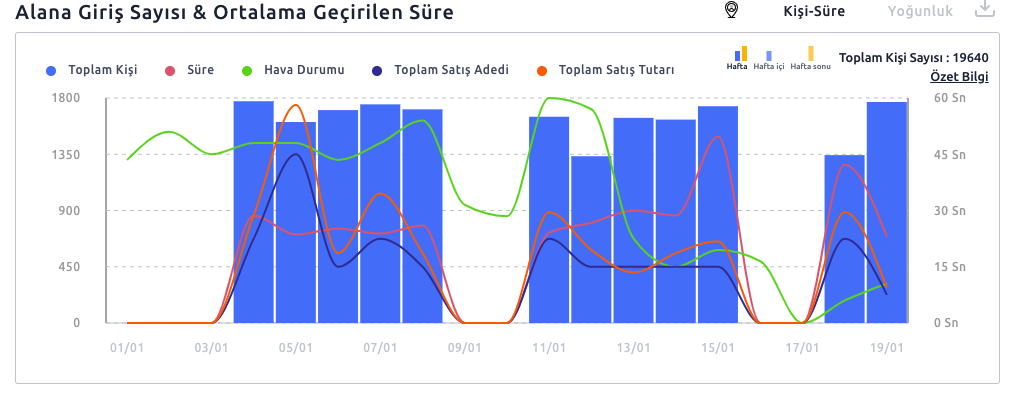 Alana Giriş Sayısı & Ortalama Geçirilen Süre
Kişi-Süre
Yoğunluk
Toplam Kişi
Süre
Hava Durumu
Toplam Satış Adedi
Toplam Satış Tutarı
Hafta
Hafta içi
Hafta sonu
Toplam Kişi Sayısı : 19640
Özet Bilgi
1800
1350
900
450
0
60 Sn
45 Sn
30 Sn
15 Sn
0 Sn
01/01
03/01
05/01
07/01
09/01
11/01
13/01
15/01
17/01
19/01